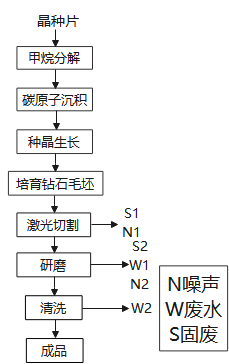 晶种片
甲烷分解
碳原子沉积
种晶生长
培育钻石毛坯
激光切割
S1
N1
研磨
S2
W1
N2
清洗
W2
成品
N噪声
W废水
S固废